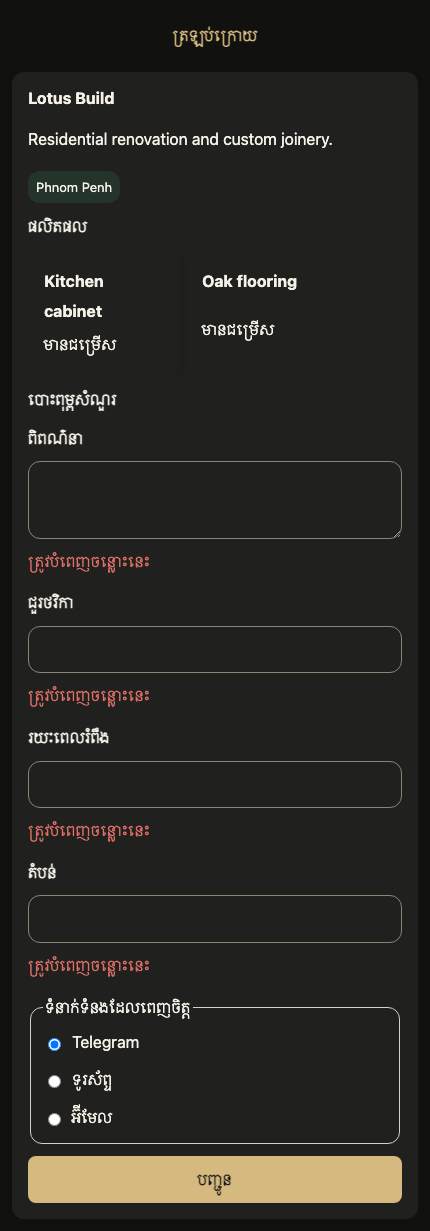 ត្រឡប់ក្រោយ
Lotus Build
Residential renovation and custom joinery.
Phnom Penh
ផលិតផល
Kitchen
cabinet
មានជម្រើស
Oak flooring
មានជម្រើស
បោះពុម្ពសំណួរ
ពិពណ៌នា
ត្រូវបំពេញចន្លោះនេះ
ជួរថវិកា
ត្រូវបំពេញចន្លោះនេះ
រយៈពេលរំពឹង
ត្រូវបំពេញចន្លោះនេះ
តំបន់
ត្រូវបំពេញចន្លោះនេះ
ទំនាក់ទំនងដែលពេញចិត្ត
Telegram
ទូរស័ព្ទ
អ៊ីមែល
បញ្ជូន